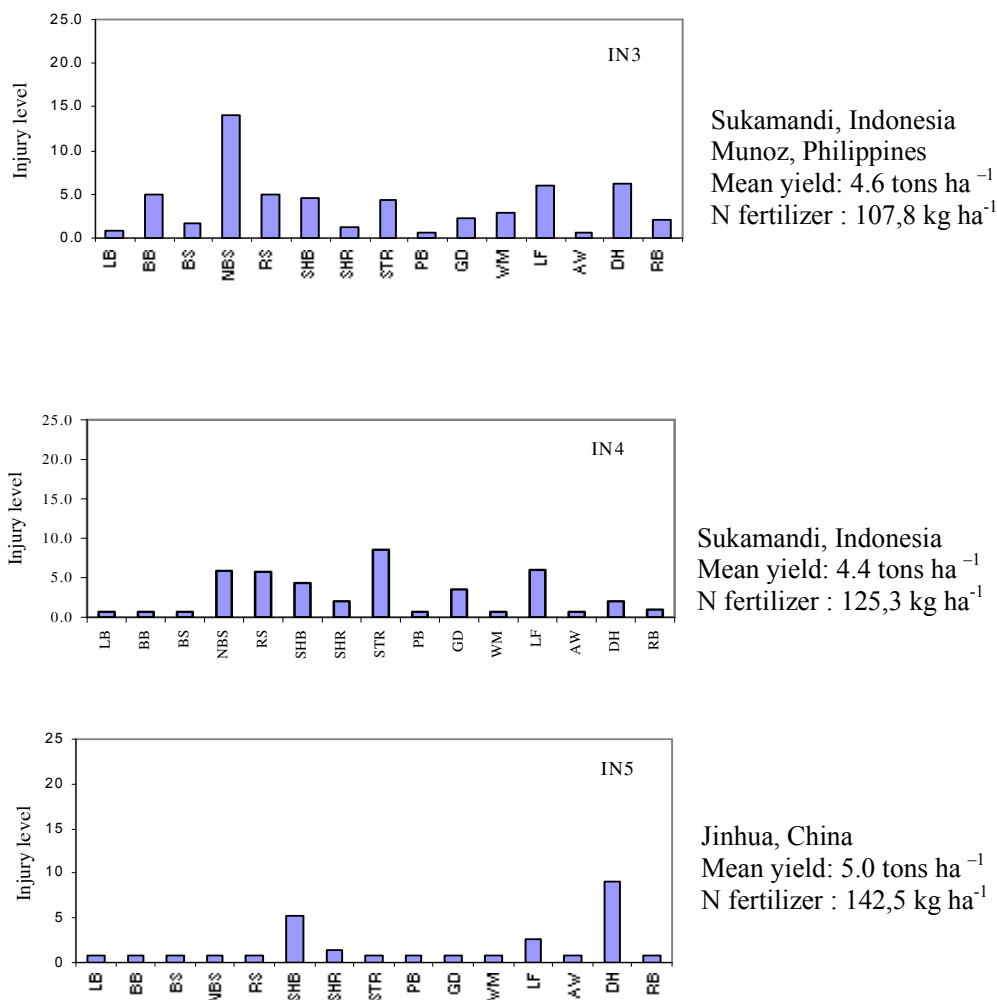 25.0
20.0
15.0
10.0
5.0
0.0
Injury level
IN3
LB BB BS NBS RS SHB SHR STR PB GD WM LF AW DH RB
Sukamandi, Indonesia
Munoz, Philippines
Mean yield: 4.6 tons ha –1
N fertilizer : 107,8 kg ha-1
25.0
20.0
15.0
10.0
5.0
0.0
Injury level
IN4
LB BB BS NBS RS SHB SHR STR PB GD WM LF AW DH RB
Sukamandi, Indonesia
Mean yield: 4.4 tons ha –1
N fertilizer : 125,3 kg ha-1
25
20
15
10
5
0
Injury level
IN5
LB BB BS NBS RS SHB SHR STR PB GD WM LF AW DH RB
Jinhua, China
Mean yield: 5.0 tons ha –1
N fertilizer : 142,5 kg ha-1